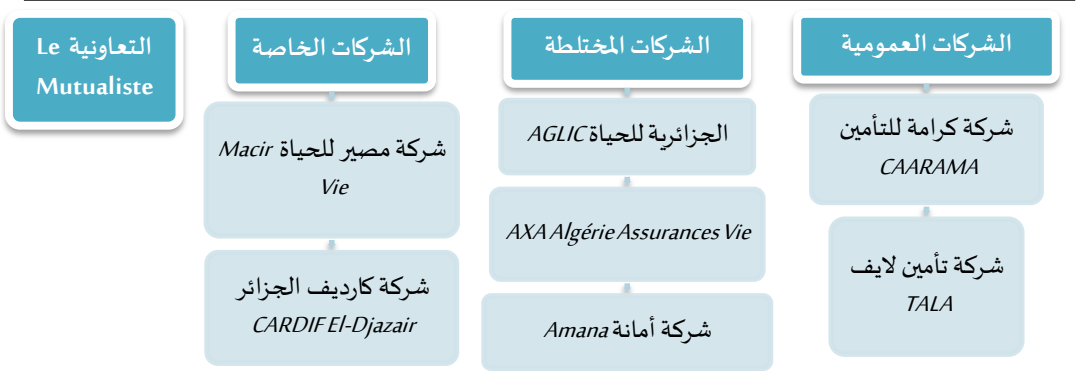 الشركات العمومية
شركة كرامة للتأمين
CAARAMA
شركة تأمين لايف
TALA
الشركات المختلطة
الجزائرية للحياة AGLIC
AXA Algérie Assurances Vie
شركة أمانة Amana
الشركات الخاصة
شركة مصير للحياة Macir
Vie
شركة كارديف الجزائر
CARDIF El-Djazair
التعاونية Le
Mutualiste